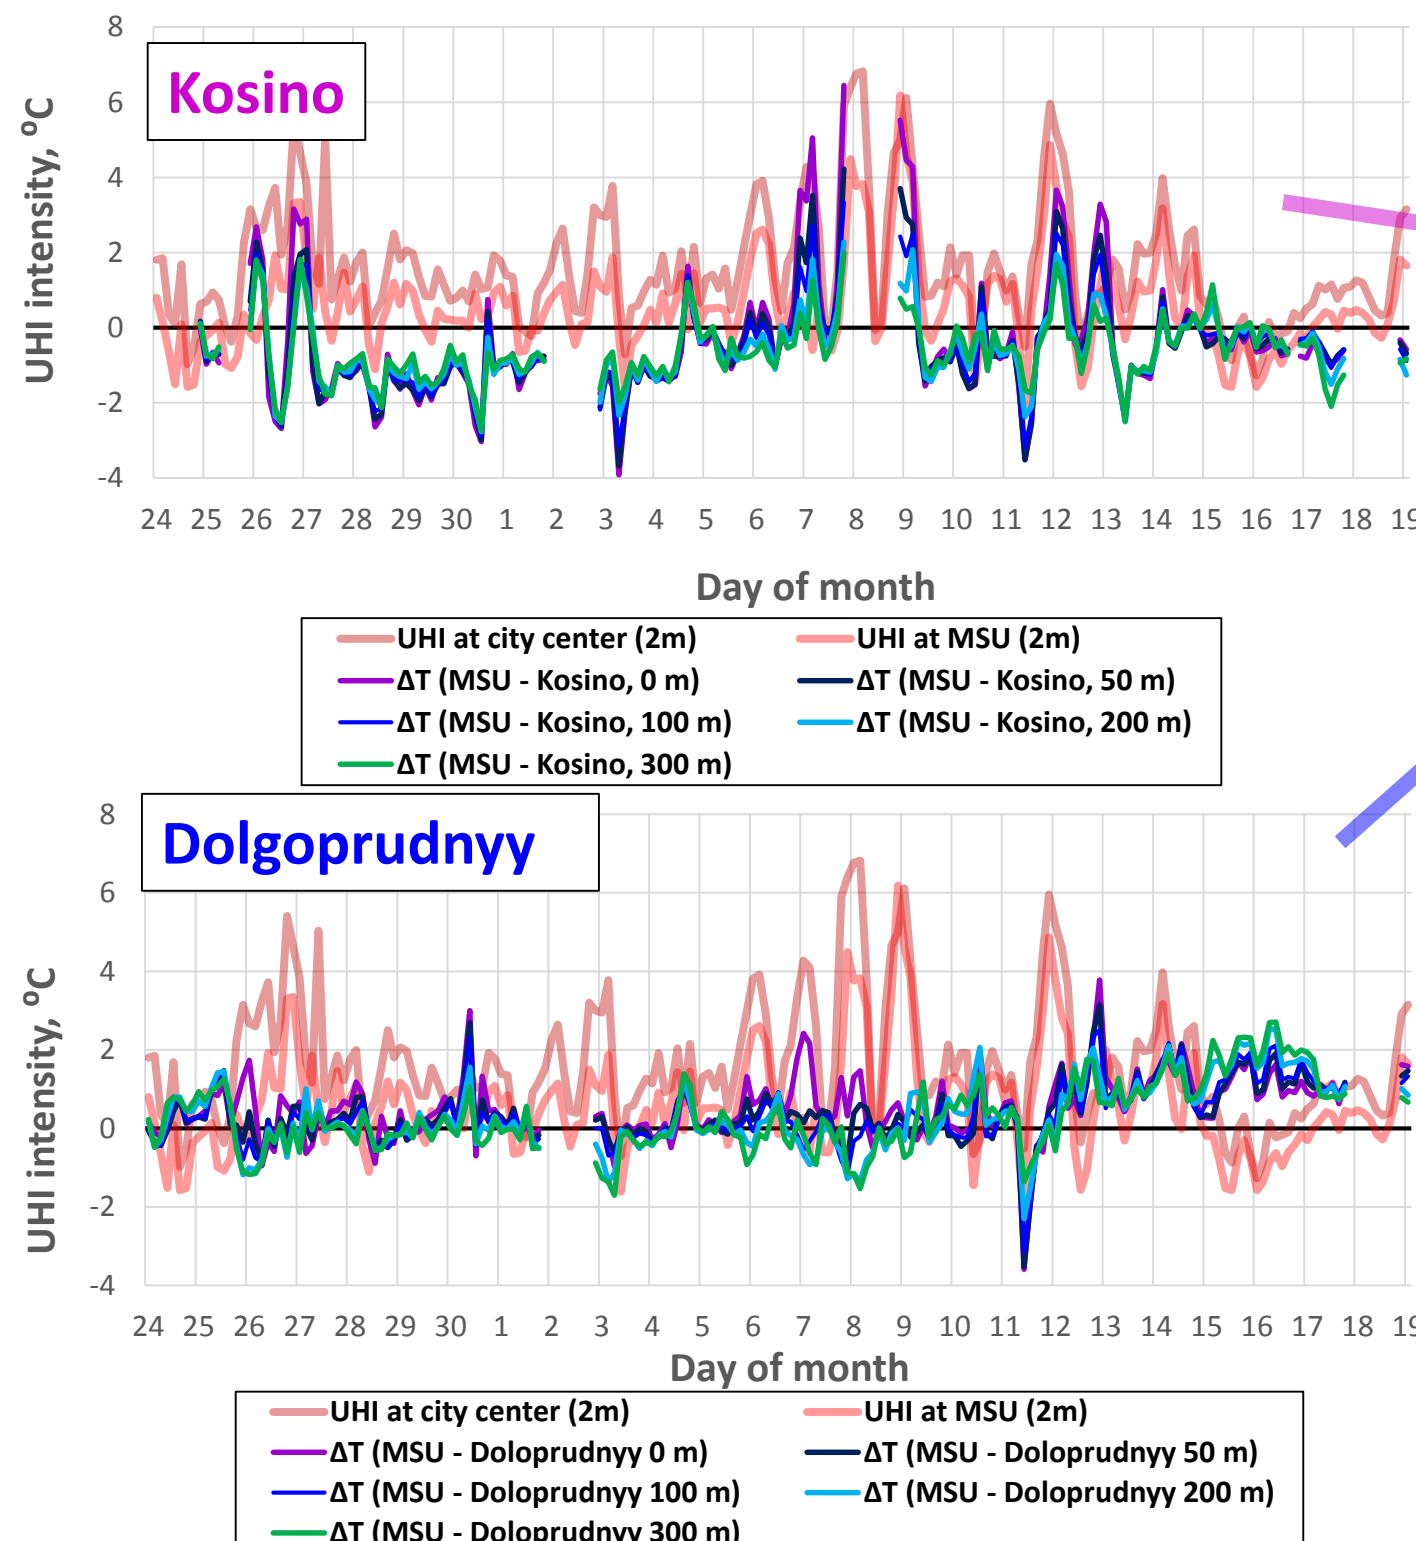 8
Kosino
6
4
2
0
-2
-4
UHI intensity, ⁰C
24 25 26 27 28 29 30 1 2 3 4 5 6 7 8 9 10 11 12 13 14 15 16 17 18 19
Day of month
UHI at city center (2m) UHI at MSU (2m)
ΔT (MSU - Kosino, 0 m) ΔT (MSU - Kosino, 50 m)
ΔT (MSU - Kosino, 100 m) ΔT (MSU - Kosino, 200 m)
ΔT (MSU - Kosino, 300 m)
8
Dolgoprudnyy
6
4
2
0
-2
-4
UHI intensity, ⁰C
24 25 26 27 28 29 30 1 2 3 4 5 6 7 8 9 10 11 12 13 14 15 16 17 18 19
Day of month
UHI at city center (2m) UHI at MSU (2m)
ΔT (MSU - Doloprudnyy 0 m) ΔT (MSU - Doloprudnyy 50 m)
ΔT (MSU - Doloprudnyy 100 m) ΔT (MSU - Doloprudnyy 200 m)
ΔT (MSU - Doloprudnyy 300 m)